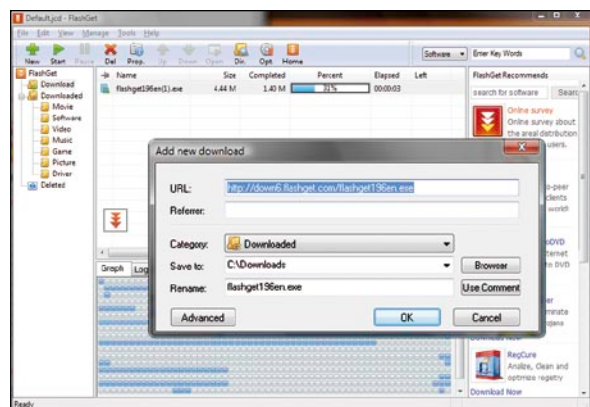 Default.jcd - FlashGet
File Edit View Manage Tools Help
New Start Pause Del Prop. Up Down Open Dir. Opt Home
Software
Enter Key Words
FlashGet
Download
Downloaded
Movie
Software
Video
Music
Game
Picture
Driver
Deleted
Name Size Completed Percent Elapsed Left
flashget196en(1).exe 4.44 M 1.40 M 31% 00:00:03
FlashGet Recommends
search for software Searc
Online survey
Online survey about
the areal distribution
users.
Add new download
URL: http://down6.flashget.com/flashget196en.exe
Referrer:
Category: Downloaded
Save to: C:\Downloads Browser
Rename: flashget196en.exe Use Comment
Advanced OK Cancel
Graph Log
RegCure
Analize, Clean and
optimize regetry
Download Now
Ready